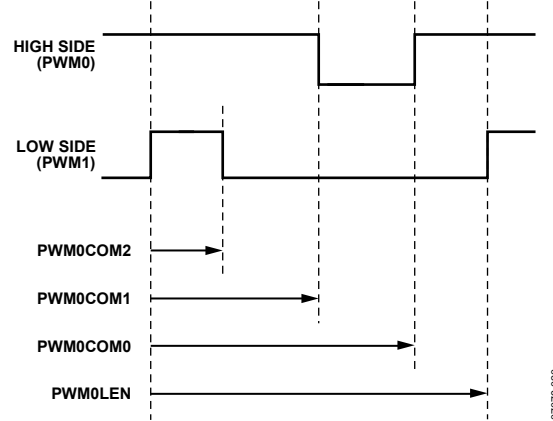 HIGH SIDE
(PWM0)
LOW SIDE
(PWM1)
PWM0COM2
PWM0COM1
PWM0COM0
PWM0LEN